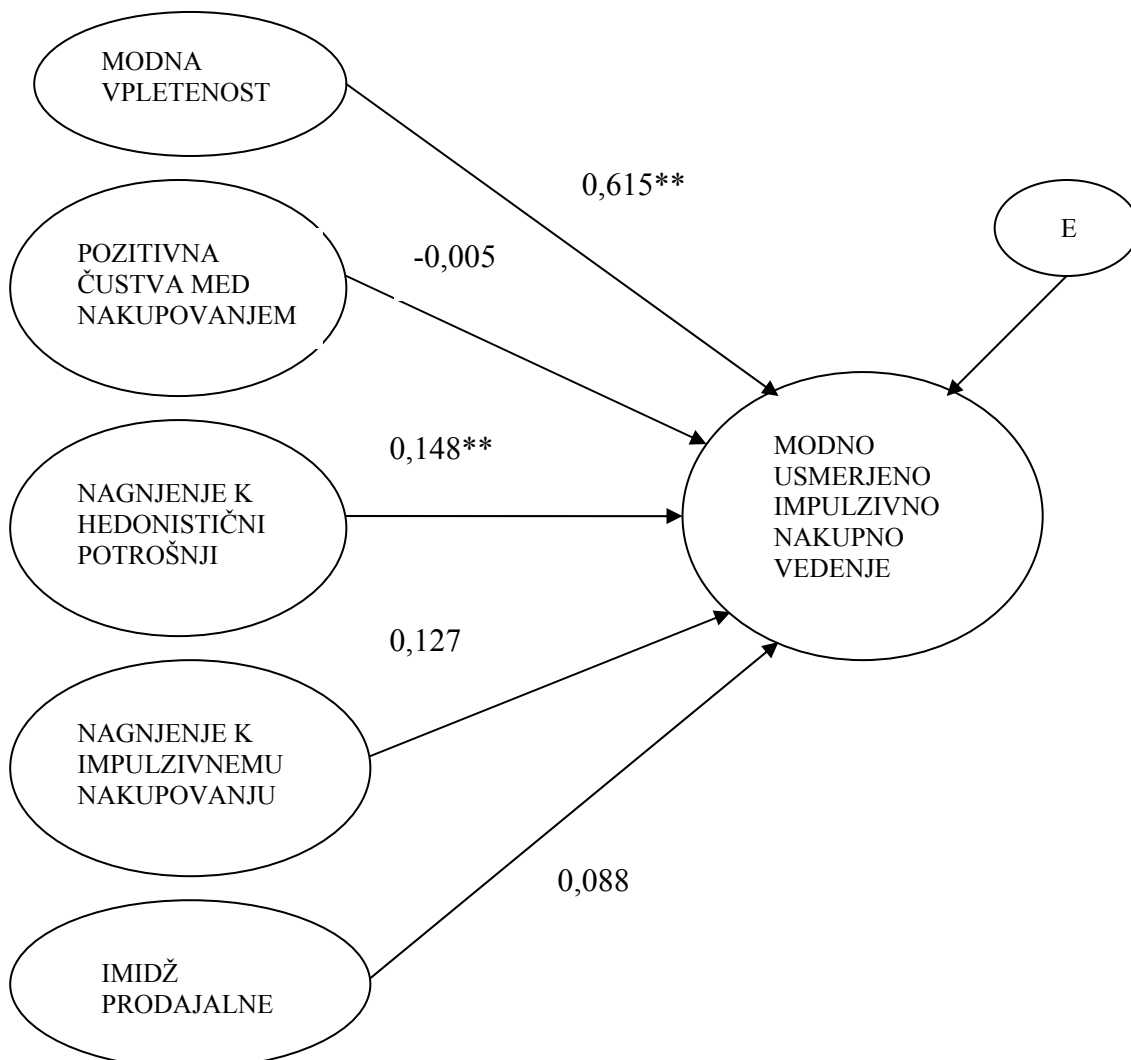 MODNA
VPLETENOST
0,615**
E
POZITIVNA
ČUSTVA MED
NAKUPOVANJEM
-0,005
0,148**
NAGNJENJE K
HEDONISTIČNI
POTROŠNJI
MODNO
USMERJENO
IMPULZIVNO
NAKUPNO
VEDENJE
0,127
NAGNJENJE K
IMPULZIVNEMU
NAKUPOVANJU
0,088
IMIDŽ
PRODAJALNE